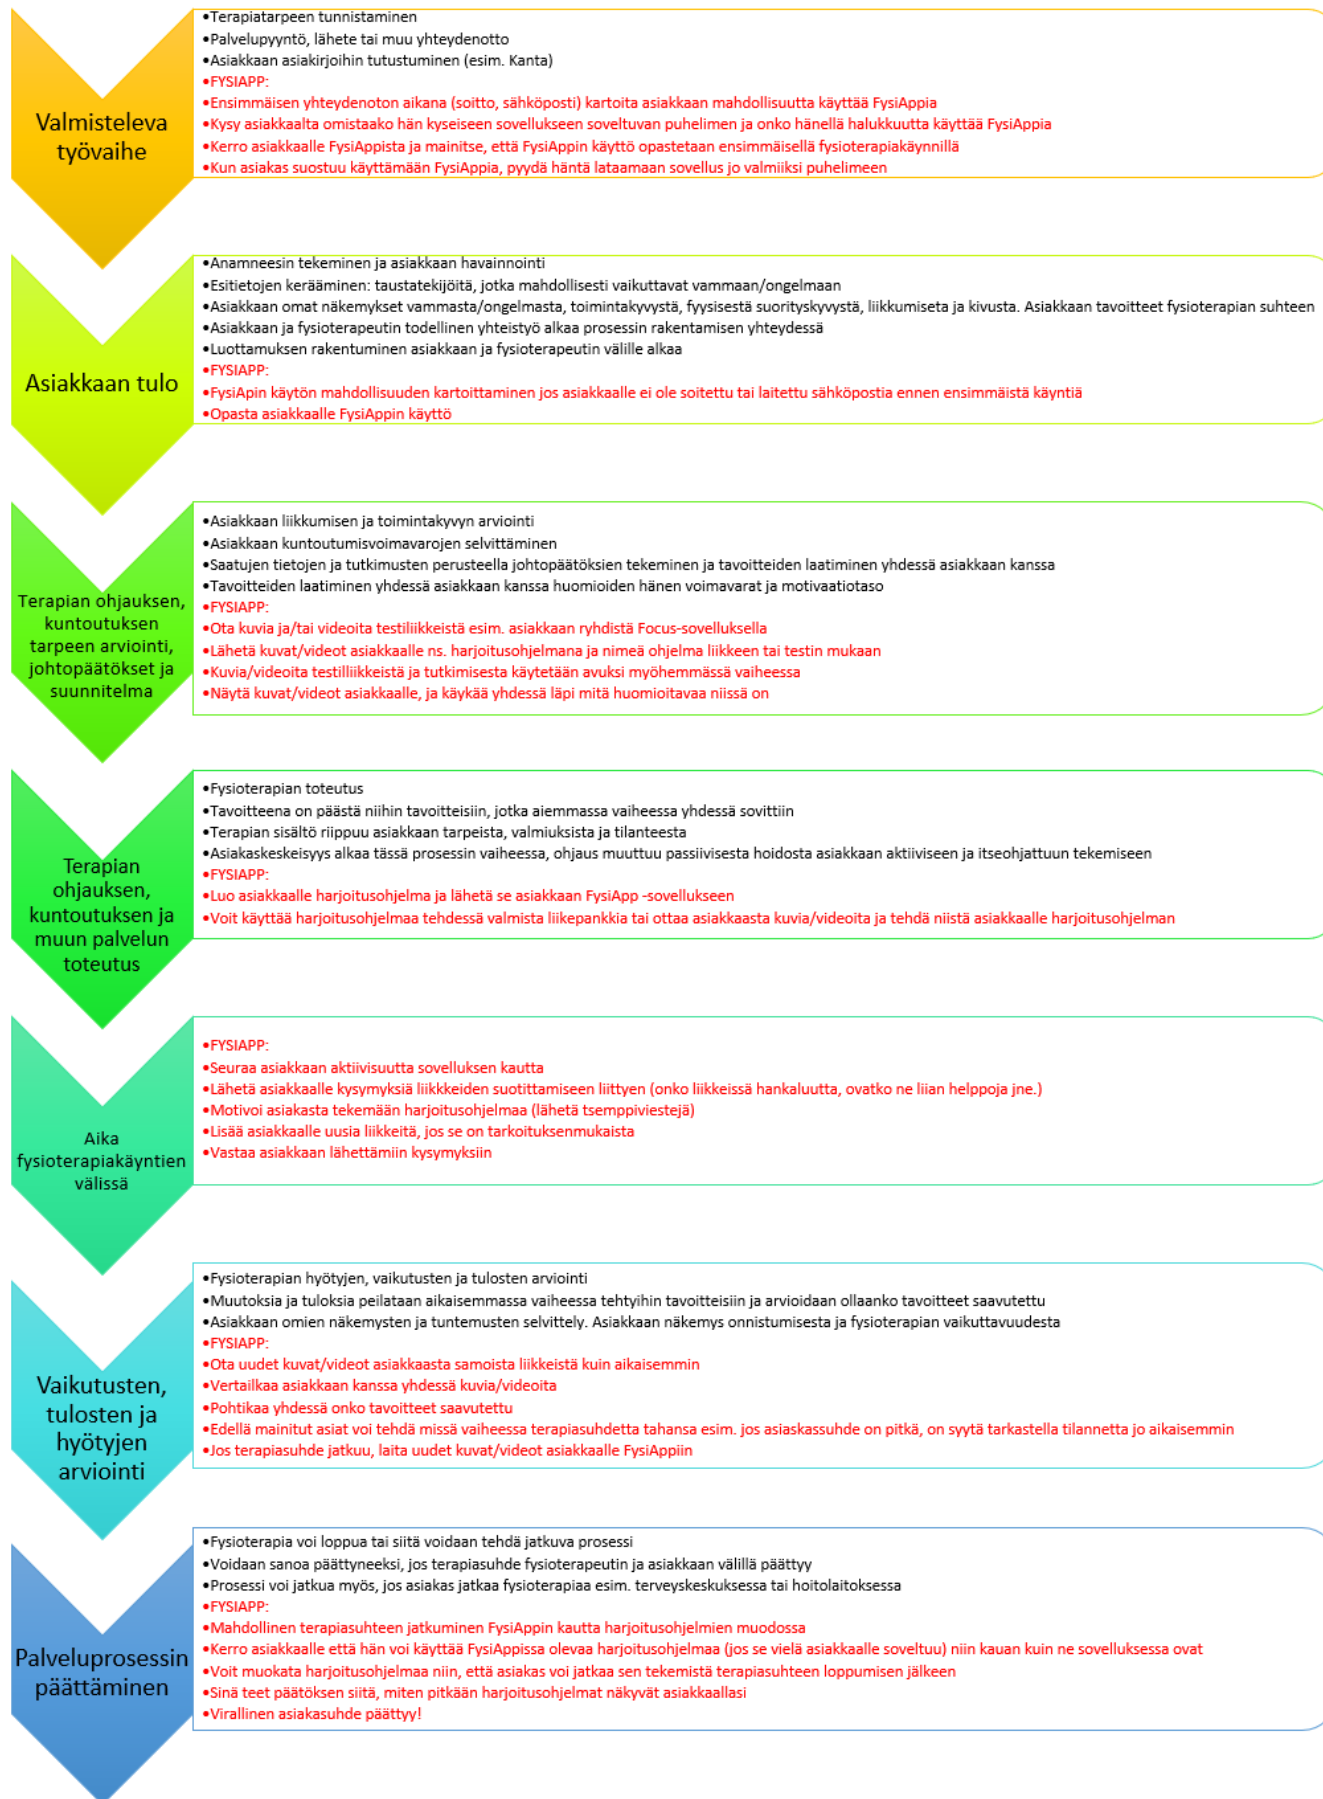 Valmisteleva
työvaihe
•Terapiatarpeen tunnistaminen
•Palvelupyyntö, lähete tai muu yhteydenotto
•Asiakkaan asiakirjoihin tutustuminen (esim. Kanta)
•FYSIAPP:
•Ensimmäisen yhteydenoton aikana (soitto, sähköposti) kartoita asiakkaan mahdollisuutta käyttää FysiAppia
•Kysy asiakkaalta omistaako hän kyseiseen sovellukseen soveltuvan puhelimen ja onko hänellä halukkuutta käyttää FysiAppia
•Kerro asiakkaalle FysiAppista ja mainitse, että FysiAppin käyttö opastetaan ensimmäisellä fysioterapiakäynnillä
•Kun asiakas suostuu käyttämään FysiAppia, pyydä häntä lataamaan sovellus jo valmiiksi puhelimeen
Asiakkaan tulo
•Anamneesin tekeminen ja asiakkaan havainnointi
•Esitietojen kerääminen: taustatekijöitä, jotka mahdollisesti vaikuttavat vammaan/ongelmaan
•Asiakkaan omat näkemykset vammasta/ongelmasta, toimintakyvystä, fyysisestä suorityskyvystä, liikkumiseta ja kivusta. Asiakkaan tavoitteet fysioterapian suhteen
•Asiakkaan ja fysioterapeutin todellinen yhteistyö alkaa prosessin rakentamisen yhteydessä
•Luottamuksen rakentuminen asiakkaan ja fysioterapeutin välille alkaa
•FYSIAPP:
•FysiApin käytön mahdollisuuden kartoittaminen jos asiakkaalle ei ole soitettu tai laitettu sähköpostia ennen ensimmäistä käyntiä
•Opasta asiakkaalle FysiAppin käyttö
Terapian ohjauksen,
kuntoutuksen
tarpeen arviointi,
johtopäätökset ja
suunnitelma
•Asiakkaan liikkumisen ja toimintakyvyn arviointi
•Asiakkaan kuntoutumisvoimavarojen selvittäminen
•Saatujen tietojen ja tutkimusten perusteella johtopäätöksien tekeminen ja tavoitteiden laatiminen yhdessä asiakkaan kanssa
•Tavoitteiden laatiminen yhdessä asiakkaan kanssa huomioiden hänen voimavarat ja motivaatiotaso
•FYSIAPP:
•Ota kuvia ja/tai videoita testiliikkeistä esim. asiakkaan ryhdistä Focus-sovelluksella
•Lähetä kuvat/videot asiakkaalle ns. harjoitusohjelmana ja nimeä ohjelma liikkeen tai testin mukaan
•Kuvia/videoita testilliikkeistä ja tutkimisesta käytetään avuksi myöhemmässä vaiheessa
•Näytä kuvat/videot asiakkaalle, ja käykää yhdessä läpi mitä huomioitavaa niissä on
Terapian
ohjauksen,
kuntoutuksen ja
muun palvelun
toteutus
•Fysioterapian toteutus
•Tavoitteena on päästä niihin tavoitteisiin, jotka aiemmassa vaiheessa yhdessä sovittiin
•Terapian sisältö riippuu asiakkaan tarpeista, valmiuksista ja tilanteesta
•Asiakaskeskeisyys alkaa tässä prosessin vaiheessa, ohjaus muuttuu passiivisesta hoidosta asiakkaan aktiiviseen ja itseohjattuun tekemiseen
•FYSIAPP:
•Luo asiakkaalle harjoitusohjelma ja lähetä se asiakkaan FysiApp -sovellukseen
•Voit käyttää harjoitusohjelmaa tehdessä valmista liikepankkia tai ottaa asiakkaasta kuvia/videoita ja tehdä niistä asiakkaalle harjoitusohjelman
Aika
fysioterapiakäyntien
välissä
•FYSIAPP:
•Seuraa asiakkaan aktiivisuutta sovelluksen kautta
•Lähetä asiakkaalle kysymyksiä liikkkeiden suotittamiseen liittyen (onko liikkeissä hankaluutta, ovatko ne liian helppoja jne.)
•Motivoi asiakasta tekemään harjoitusohjelmaa (lähetä tsemppiviestejä)
•Lisää asiakkaalle uusia liikkeitä, jos se on tarkoituksenmukaista
•Vastaa asiakkaan lähettämiin kysymyksiin
Vaikutusten,
tulosten ja
hyötyjen
arviointi
•Fysioterapian hyötyjen, vaikutusten ja tulosten arviointi
•Muutoksia ja tuloksia peilataan aikaisemmassa vaiheessa tehtyihin tavoitteisiin ja arvioidaan ollaanko tavoitteet saavutettu
•Asiakkaan omien näkemysten ja tuntemusten selvittely. Asiakkaan näkemys onnistumisesta ja fysioterapian vaikuttavuudesta
•FYSIAPP:
•Ota uudet kuvat/videot asiakkaasta samoista liikkeistä kuin aikaisemmin
•Vertailkaa asiakkaan kanssa yhdessä kuvia/videoita
•Pohtikaa yhdessä onko tavoitteet saavutettu
•Edellä mainitut asiat voi tehdä missä vaiheessa terapiasuhdetta tahansa esim. jos asiaskassuhde on pitkä, on syytä tarkastella tilannetta jo aikaisemmin
•Jos terapiasuhde jatkuu, laita uudet kuvat/videot asiakkaalle FysiAppiin
Palveluprosessin
päättäminen
•Fysioterapia voi loppua tai siitä voidaan tehdä jatkuva prosessi
•Voidaan sanoa päättyneeksi, jos terapiasuhde fysioterapeutin ja asiakkaan välillä päättyy
•Prosessi voi jatkua myös, jos asiakas jatkaa fysioterapiaa esim. terveyskeskuksessa tai hoitolaitoksessa
•FYSIAPP:
•Mahdollinen terapiasuhteen jatkuminen FysiAppin kautta harjoitusohjelmien muodossa
•Kerro asiakkaalle että hän voi käyttää FysiAppissa olevaa harjoitusohjelmaa (jos se vielä asiakkaalle soveltuu) niin kauan kuin ne sovelluksessa ovat
•Voit muokata harjoitusohjelmaa niin, että asiakas voi jatkaa sen tekemistä terapiasuhteen loppumisen jälkeen
•Sinä teet päätöksen siitä, miten pitkään harjoitusohjelmat näkyvät asiakkaallasi
•Virallinen asiakasuhde päättyy!